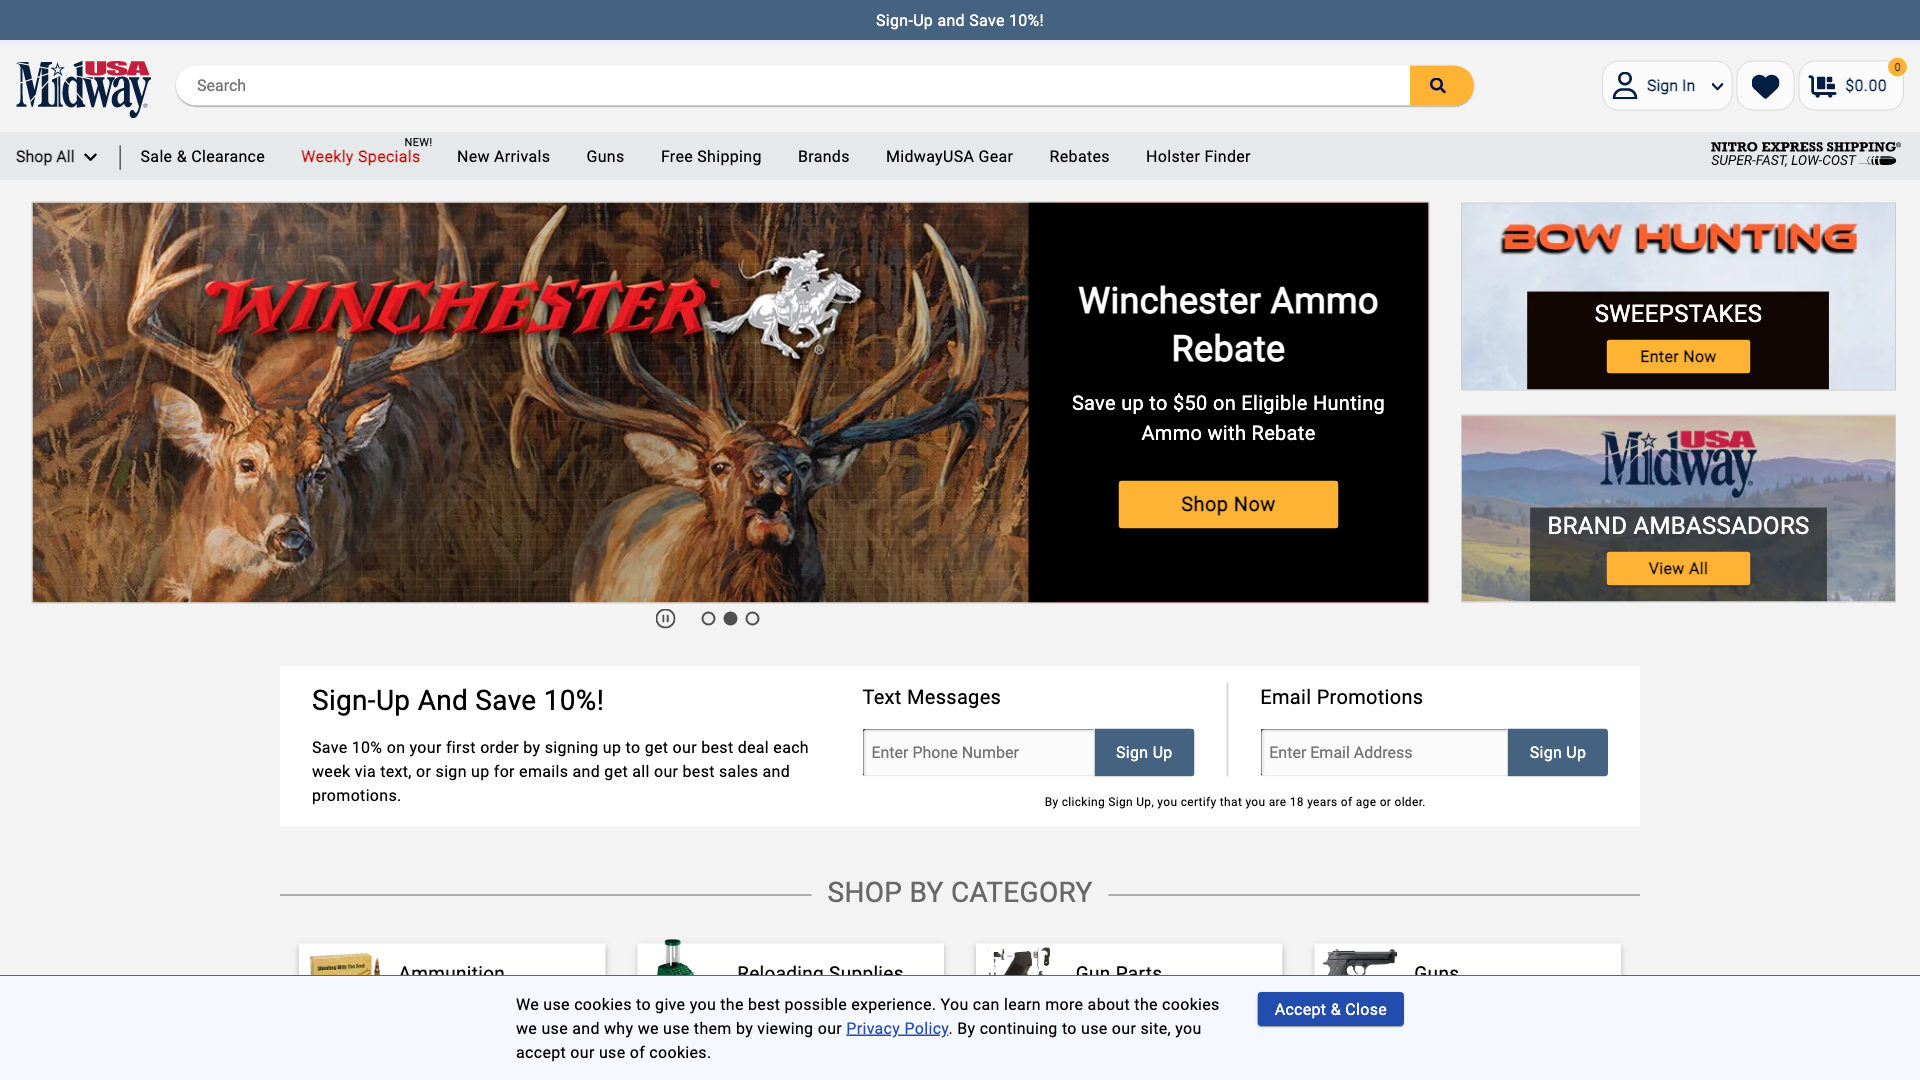 Sign-Up and Save 10%!
Midway USA
Search
Sign In
0
$0.00
Shop All
Sale & Clearance
Weekly Specials
NEW!
New Arrivals
Guns
Free Shipping
Brands
MidwayUSA Gear
Rebates
Holster Finder
NITRO EXPRESS SHIPPING®
SUPER-FAST, LOW-COST
WINCHESTER®
Winchester Ammo
Rebate
Save up to $50 on Eligible Hunting
Ammo with Rebate
Shop Now
BOW HUNTING
SWEEPSTAKES
Enter Now
Midway USA
BRAND AMBASSADORS
View All
Sign-Up And Save 10%!
Save 10% on your first order by signing up to get our best deal each
week via text, or sign up for emails and get all our best sales and
promotions.
Text Messages
Enter Phone Number
Sign Up
Email Promotions
Enter Email Address
Sign Up
By clicking Sign Up, you certify that you are 18 years of age or older.
SHOP BY CATEGORY
Ammunition
Reloading Supplies
Gun Parts
Guns
We use cookies to give you the best possible experience. You can learn more about the cookies
we use and why we use them by viewing our Privacy Policy. By continuing to use our site, you
accept our use of cookies.
Accept & Close